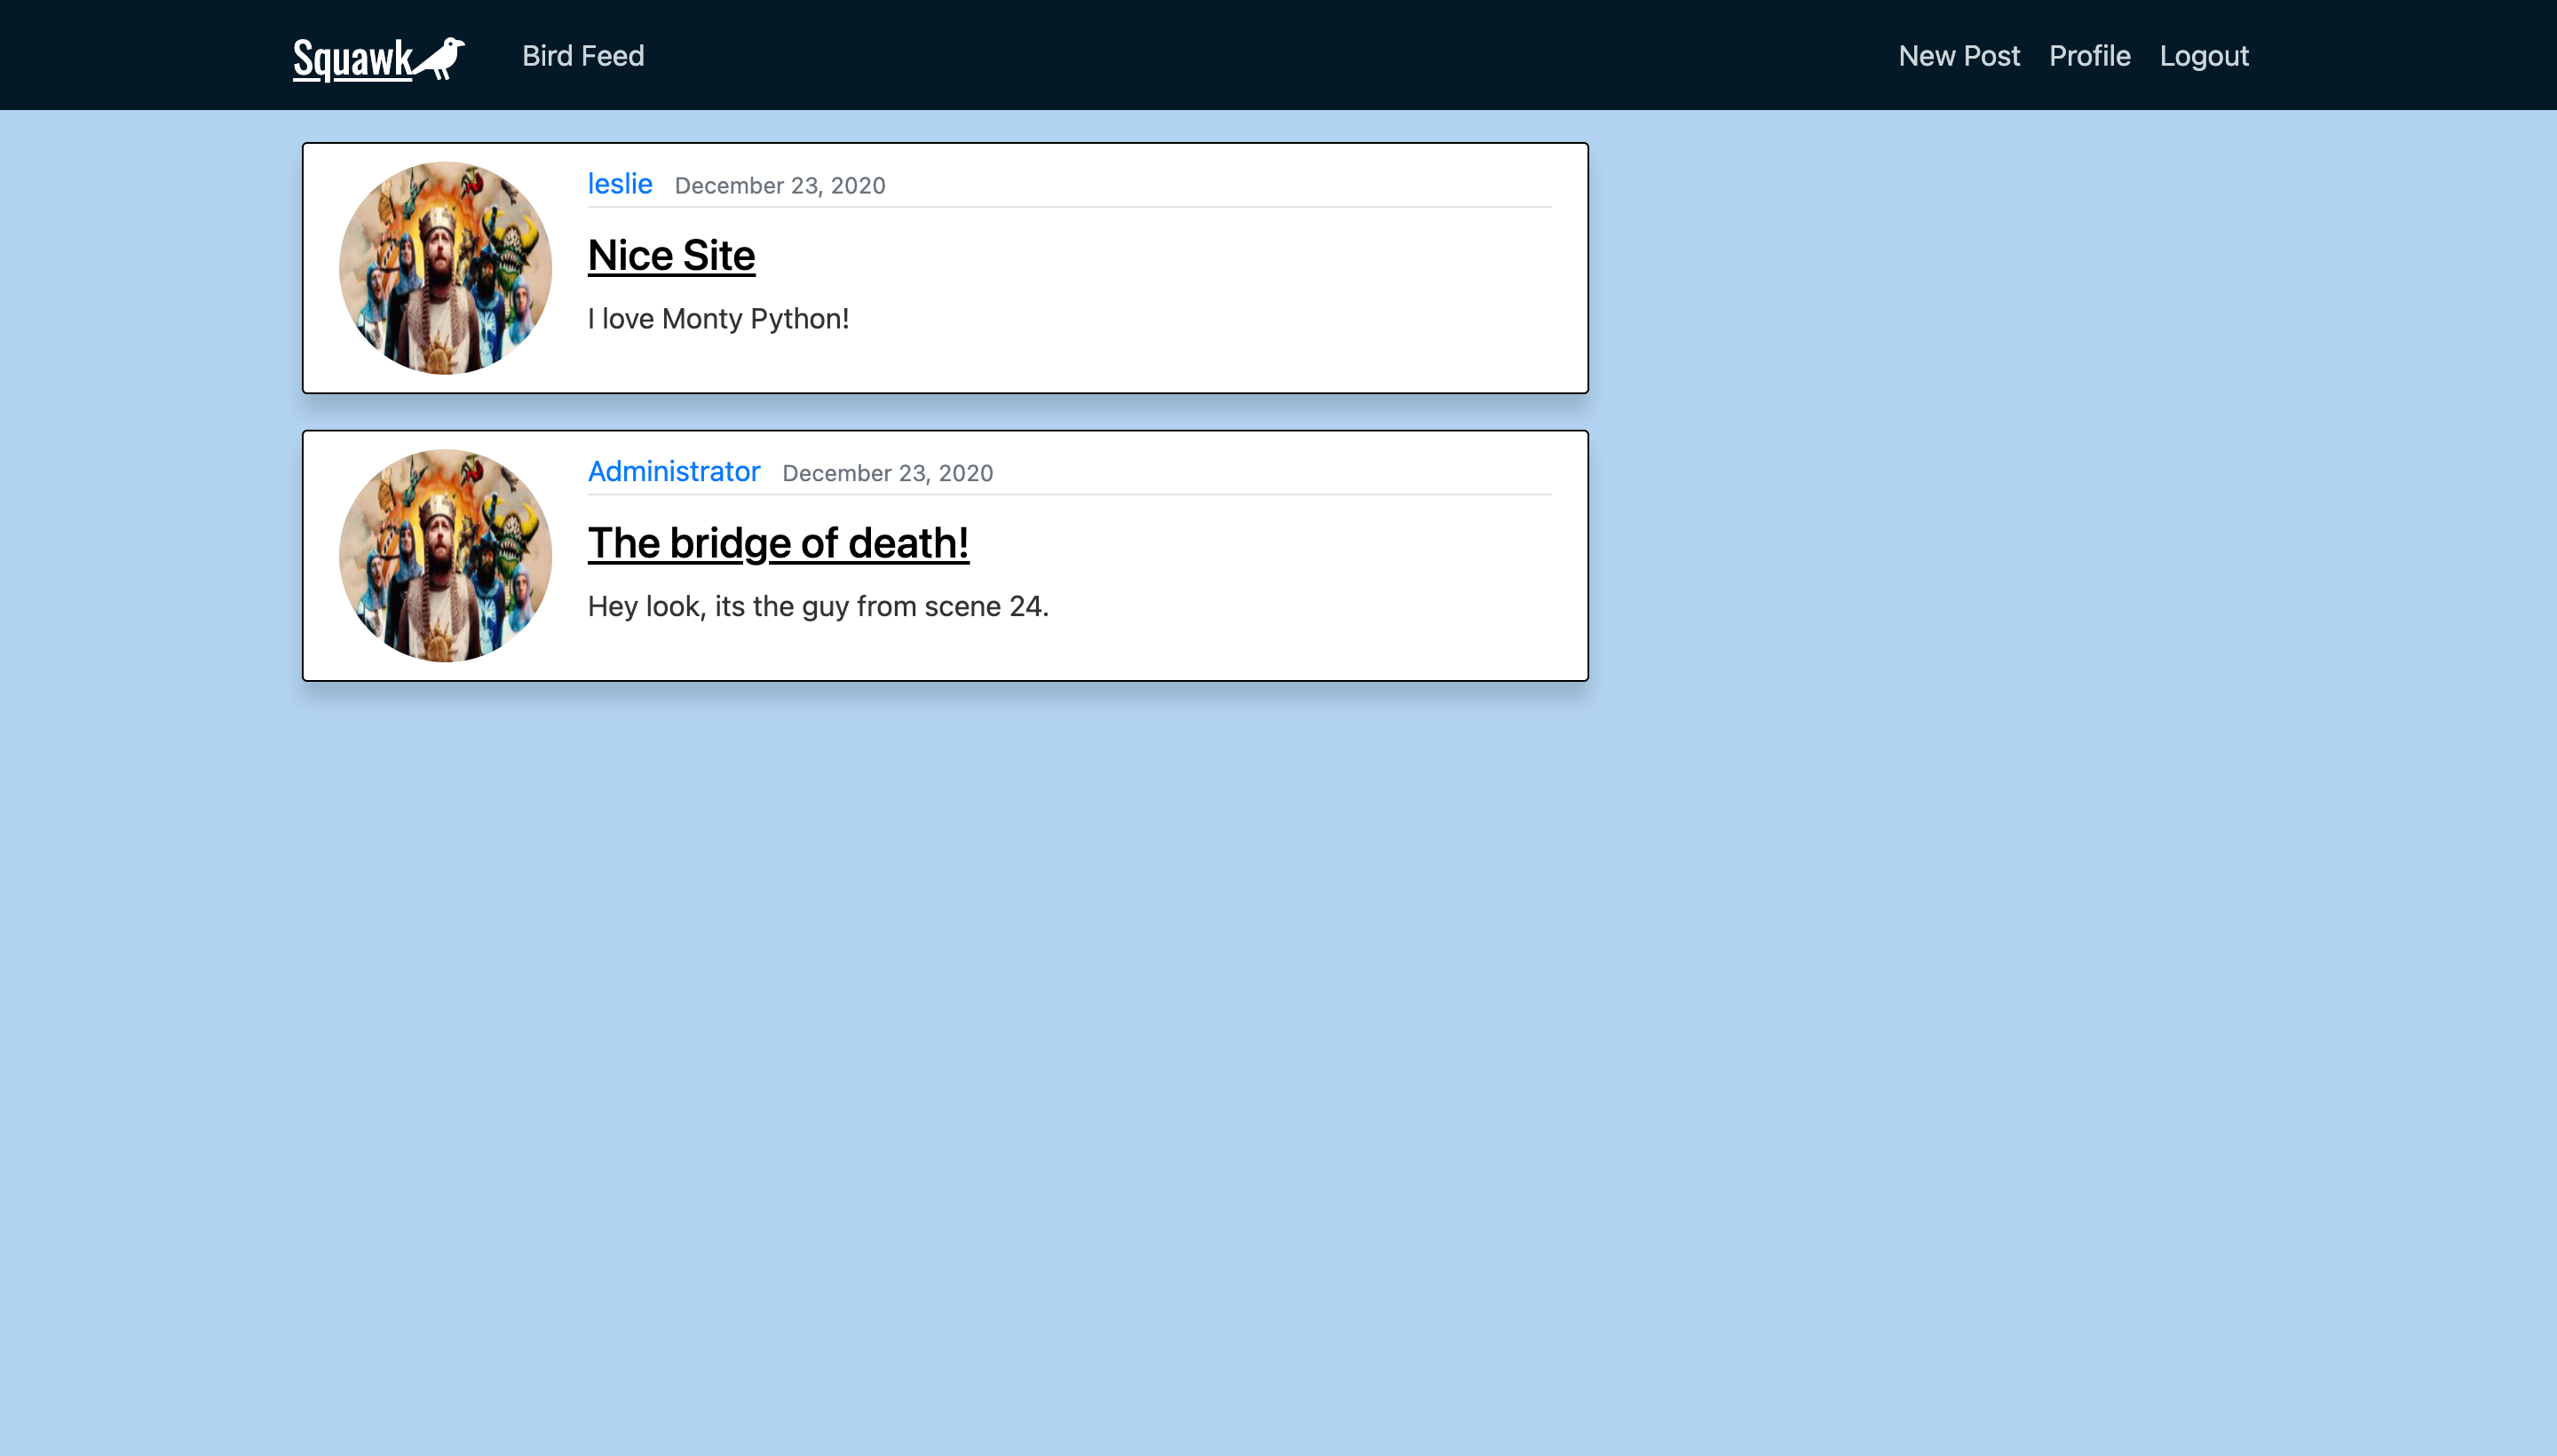 Squawk Bird Feed New Post Profile Logout
leslie December 23, 2020
Nice Site
I love Monty Python!
Administrator December 23, 2020
The bridge of death!
Hey look, its the guy from scene 24.